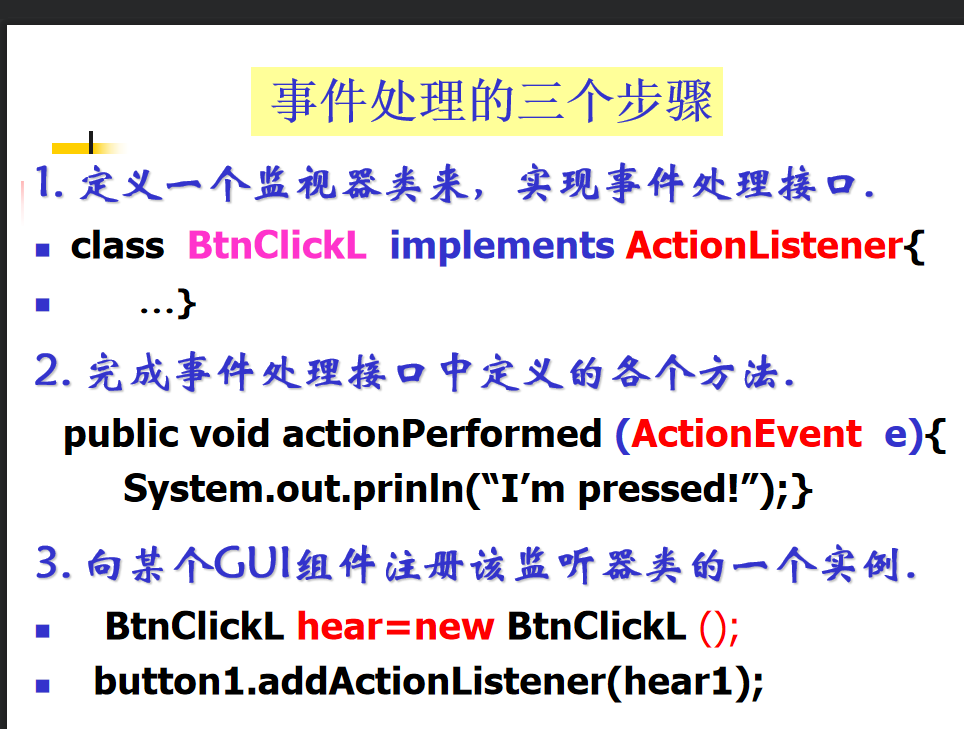 事件处理的三个步骤
1. 定义一个监视器类来，实现事件处理接口.
class BtnClickL implements ActionListener{
...}
2. 完成事件处理接口中定义的各个方法.
public void actionPerformed (ActionEvent e){
System.out.prinln(“I’m pressed!”);}
3. 向某个GUI组件注册该监听器类的一个实例.
BtnClickL hear=new BtnClickL ();
button1.addActionListener(hear1);